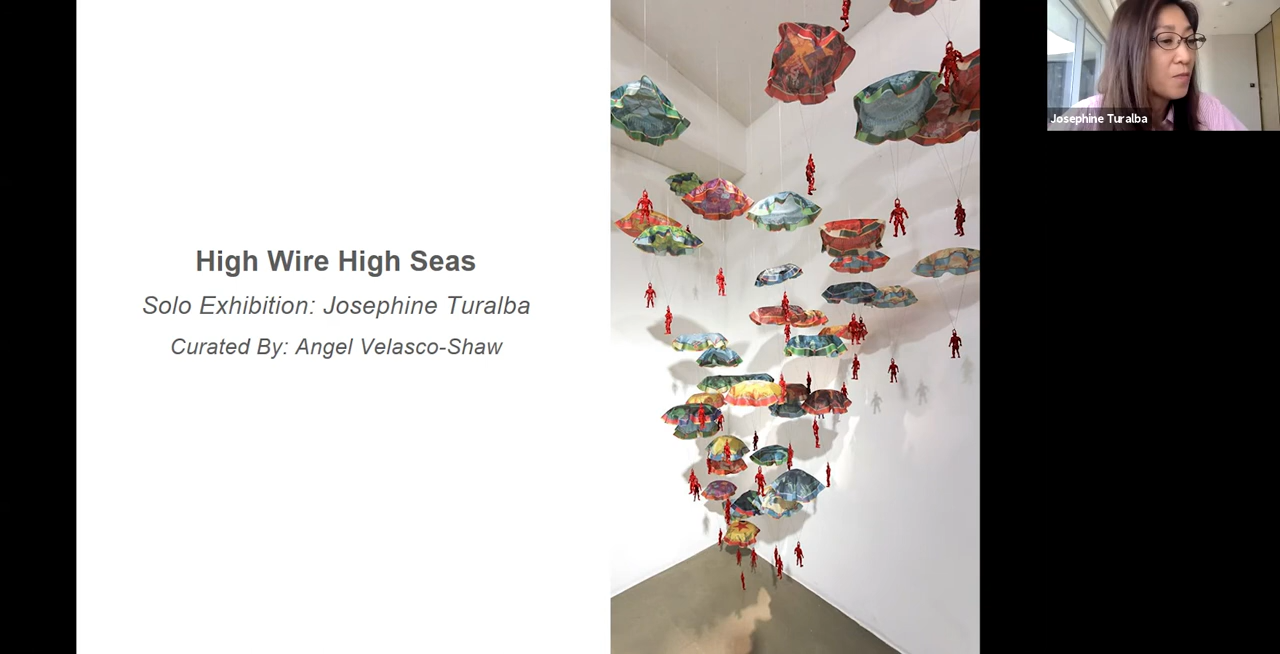 High Wire High Seas
Solo Exhibition: Josephine Turalba
Curated By: Angel Velasco-Shaw
Josephine Turalba